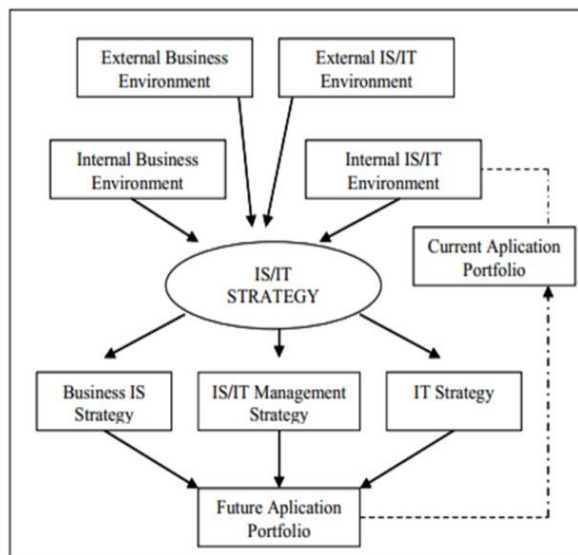 External Business
Environment
External IS/IT
Environment
Internal Business
Environment
Internal IS/IT
Environment
Current Aplication
Portfolio
IS/IT
STRATEGY
Business IS
Strategy
IS/IT Management
Strategy
IT Strategy
Future Aplication
Portfolio